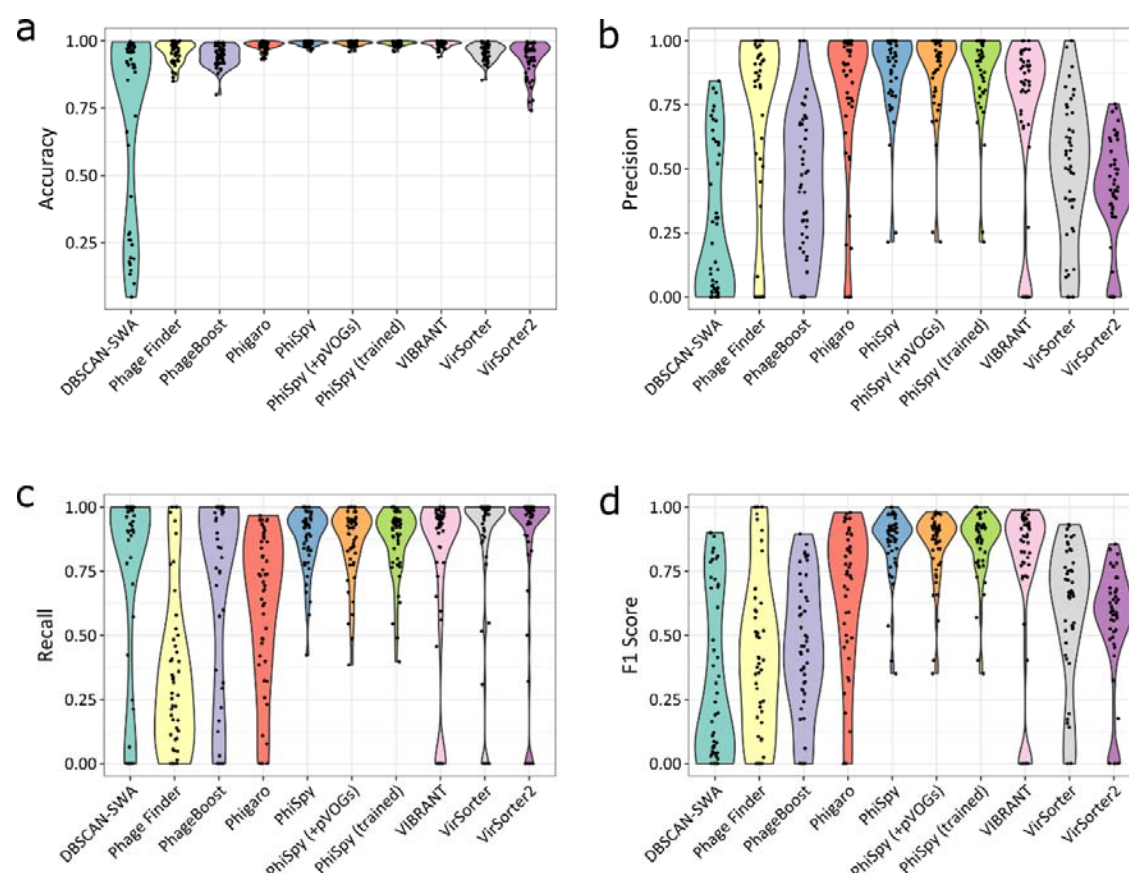 a
Accuracy
1.00
0.75
0.50
0.25
DBSCAN-SWA
Phage Finder
PhageBoost
Phigaro
PhiSpy
PhiSpy (+pVOGs)
PhiSpy (trained)
VIBRANT
VirSorter
VirSorter2
b
Precision
1.00
0.75
0.50
0.25
0.00
DBSCAN-SWA
Phage Finder
PhageBoost
Phigaro
PhiSpy
PhiSpy (+pVOGs)
PhiSpy (trained)
VIBRANT
VirSorter
VirSorter2
c
Recall
1.00
0.75
0.50
0.25
0.00
DBSCAN-SWA
Phage Finder
PhageBoost
Phigaro
PhiSpy
PhiSpy (+pVOGs)
PhiSpy (trained)
VIBRANT
VirSorter
VirSorter2
d
F1 Score
1.00
0.75
0.50
0.25
0.00
DBSCAN-SWA
Phage Finder
PhageBoost
Phigaro
PhiSpy
PhiSpy (+pVOGs)
PhiSpy (trained)
VIBRANT
VirSorter
VirSorter2